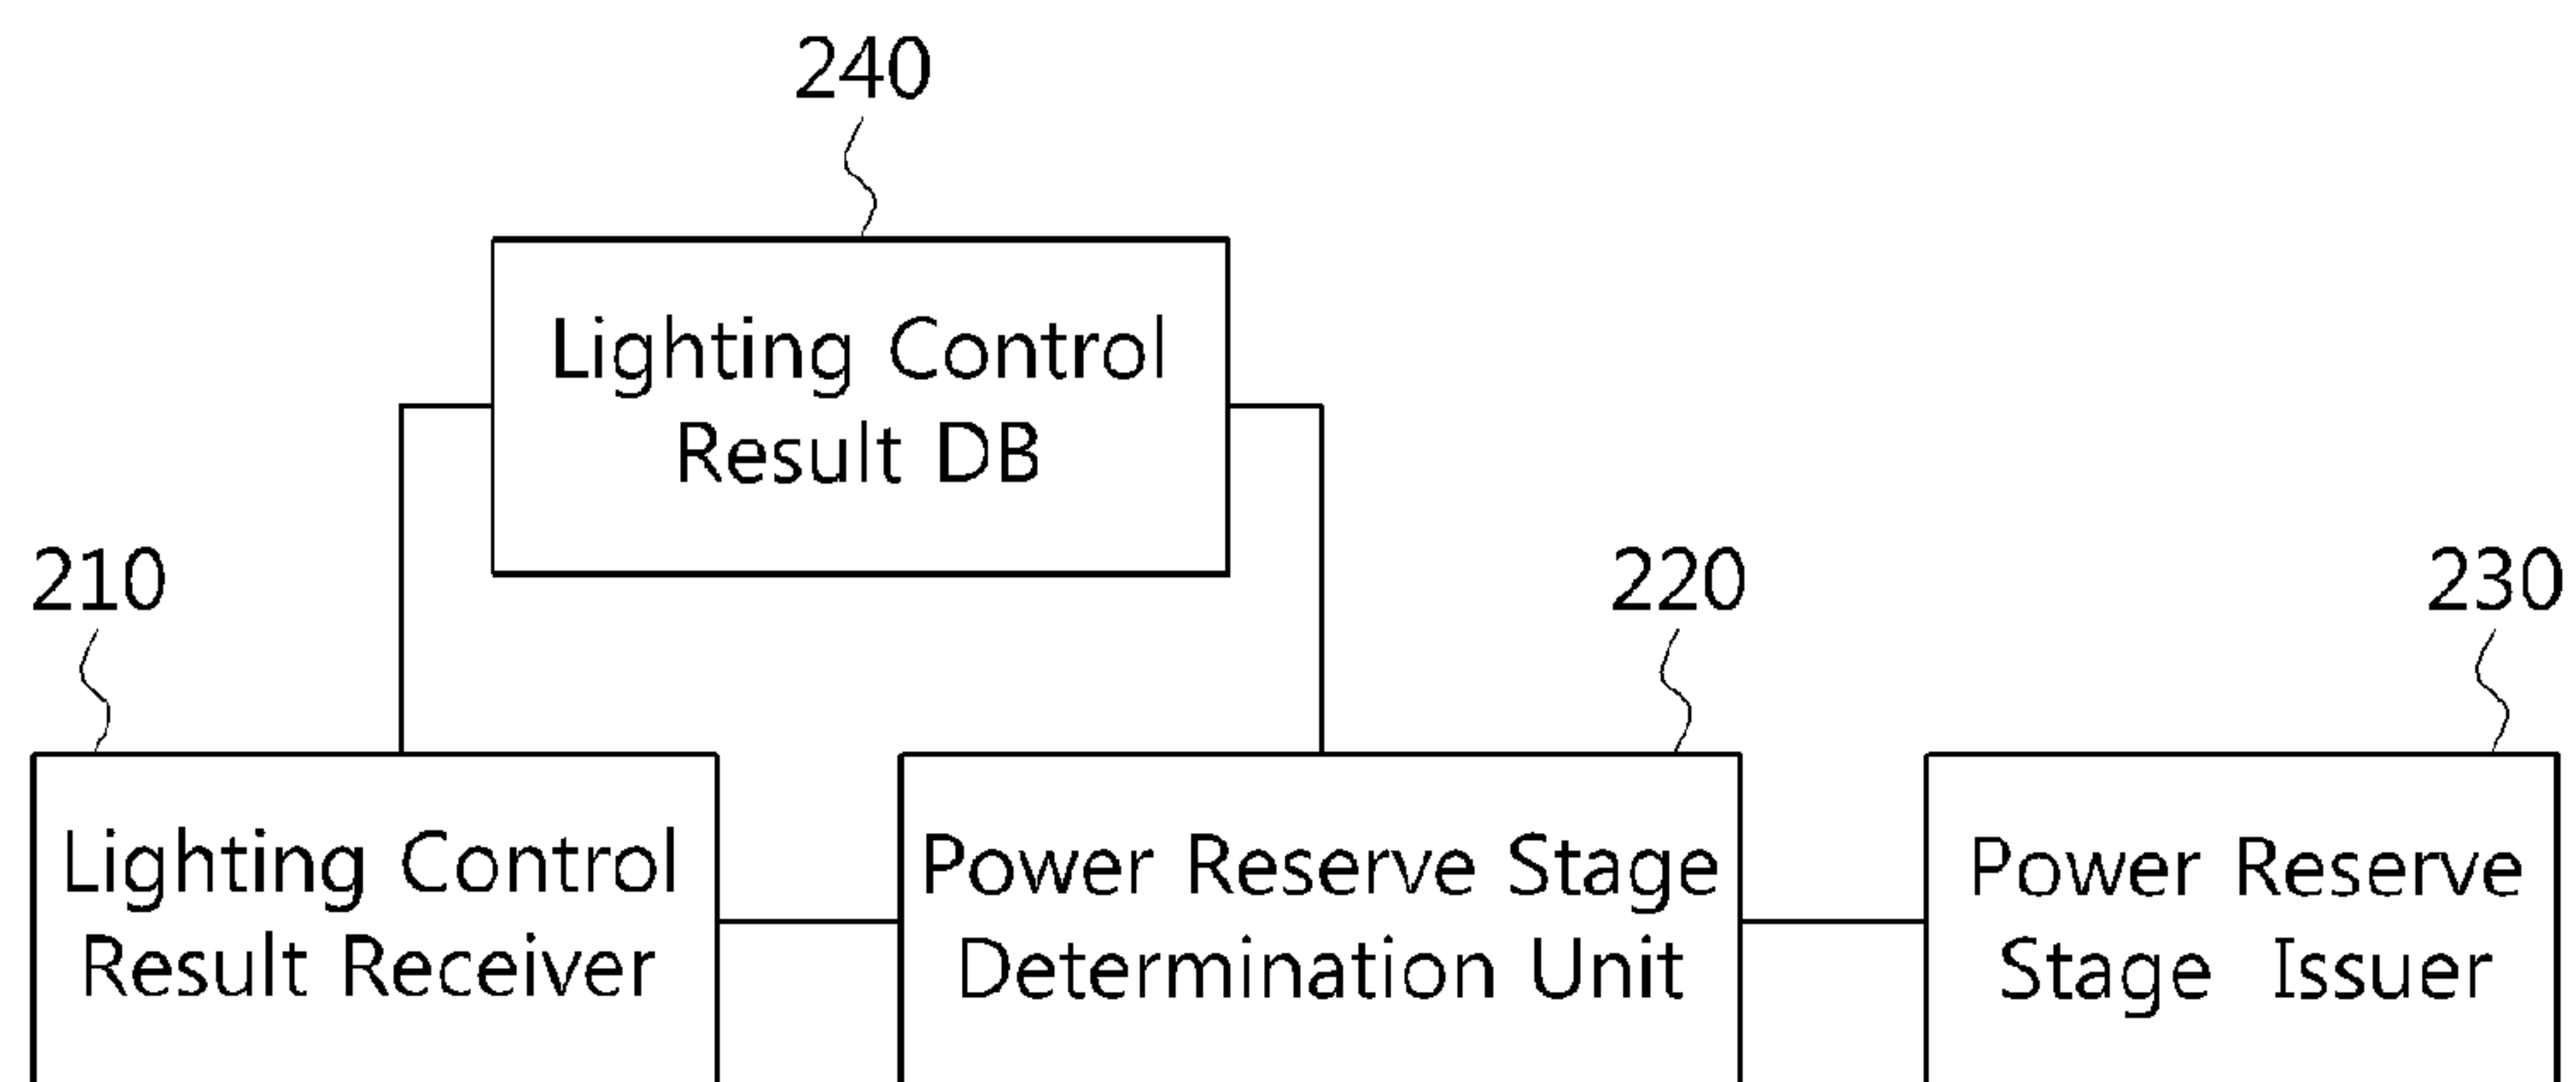 240
Lighting Control
Result DB
210
220
230
Lighting Control
Result Receiver
Power Reserve Stage
Determination Unit
Power Reserve
Stage Issuer